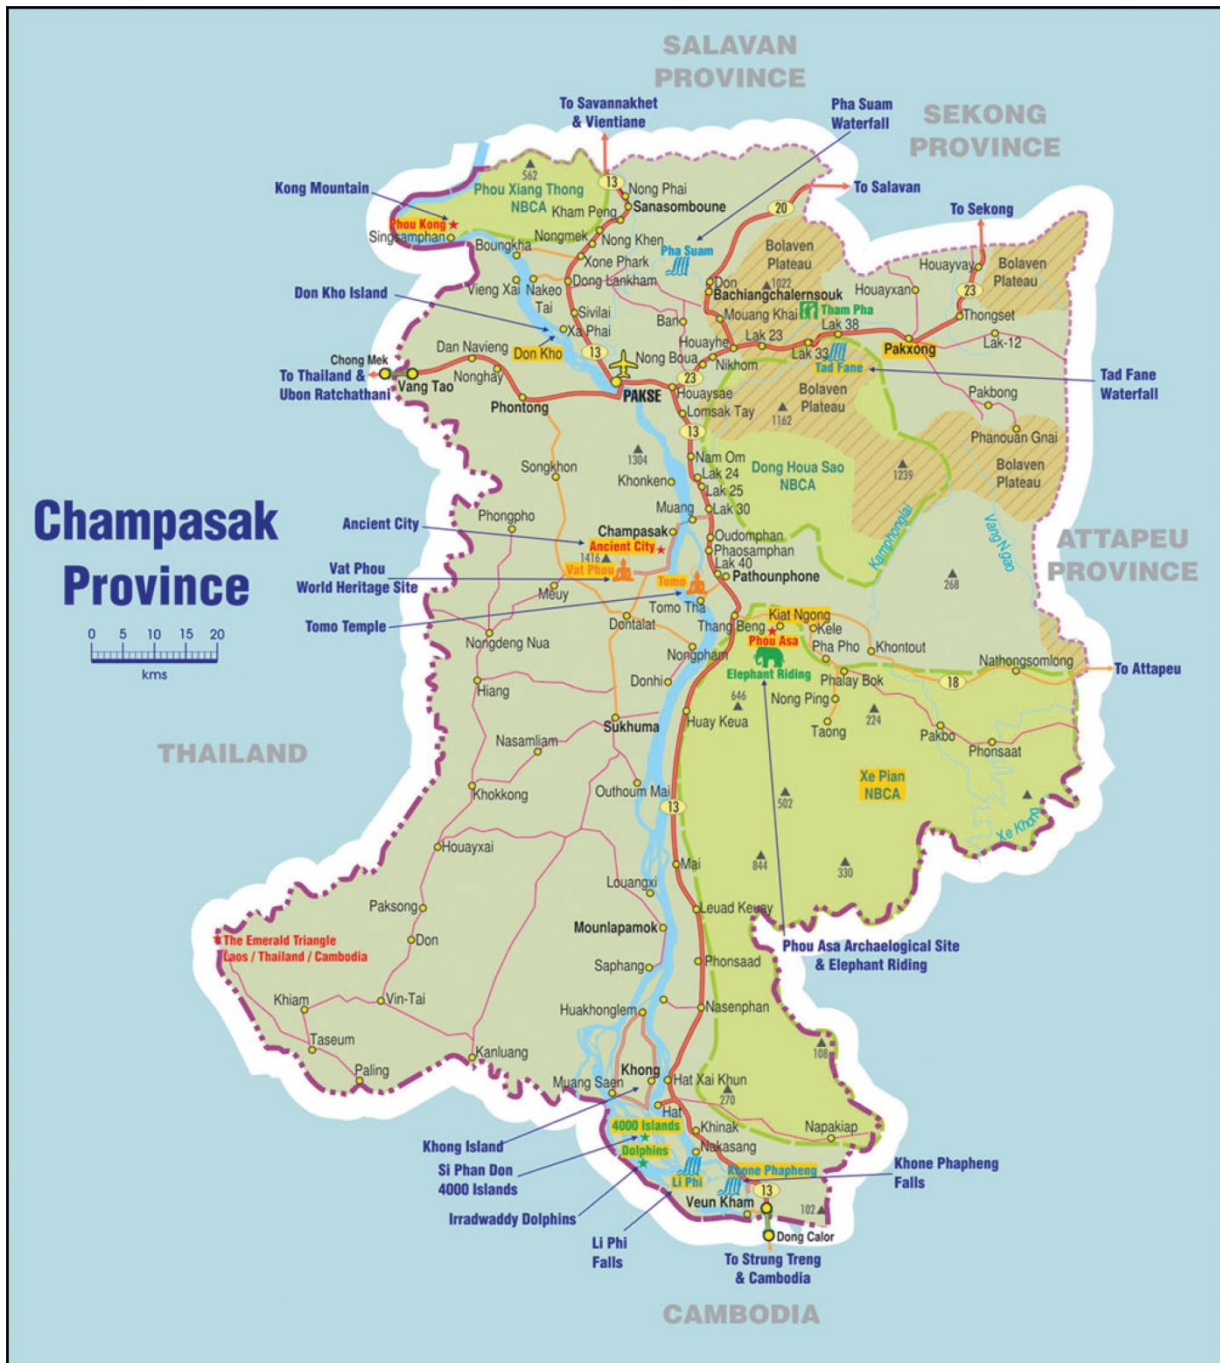 SALAVAN
PROVINCE
SEKONG
PROVINCE
To Savannakhet
& Vientiane
Pha Suam
Waterfall
To Salavan
To Sekong
Kong Mountain
562
Phou Xiang Thong
NBCA
13
Nong Phai
Sanasomboune
Kham Peng
20
Phou Kong
Singsamphan
Boungkha
Nongmek
Nong Khen
Xone Phark
Pha Suam
Bolaven
Plateau
Houayvay
Bolaven
Plateau
Don Kho Island
Vieng Xai
Nakeo
Tai
Dong Lankham
Don
1022
Bachiangchalernsouk
Houayxan
23
Sivilai
Xa Phai
Ban
Mouang Khai
Tham Pha
Lak 38
Thongset
Lak-12
Don Kho
13
Dan Navieng
Nong Boua
Houayhe
Lak 23
Lak 33
Pakxong
Chong Mek
To Thailand &
Ubon Ratchathani
Vang Tao
Nonghay
Phontong
PAKSE
23
Nikhom
Tad Fane
Tad Fane
Waterfall
Houaysae
Lomsak Tay
Bolaven
Plateau
1162
Pakbong
Phanouan Gnai
13
1304
Songkhon
Khonken
Nam Om
Lak 24
Lak 25
Dong Houa Sao
NBCA
1239
Bolaven
Plateau
Champasak
Province
0 5 10 15 20
kms
Phongpho
Muang
Lak 30
Kamphonglai
Vang Ngao
Ancient City
Champasak
Ancient City
Oudomphan
Phaosamphan
Lak 40
Pathounphone
ATTAPEU
PROVINCE
Vat Phou
World Heritage Site
1416
Vat Phou
Tomo
Meuy
268
Tomo Temple
Tomo Tha
Dontalat
Thang Beng
Kiat Ngong
Kele
Phou Asa
Nongdeng Nua
Nongpham
Pha Pho
Khontout
Nathongsomlong
To Attapeu
Elephant Riding
Phalay Bok
18
Hiang
Donhi
646
Nong Ping
224
Sukhuma
Huay Keua
Taong
Pakbo
Phonsaat
THAILAND
Nasamliam
Khokkong
Outhoum Mai
13
502
Xe Pian
NBCA
Xe Khong
Houayxai
Mai
844
330
Louangxi
Paksong
Leuad Keuay
Mounlapamok
The Emerald Triangle
Laos / Thailand / Cambodia
Don
Phou Asa Archaelogical Site
& Elephant Riding
Saphang
Phonsaad
Khiam
Vin-Tai
Huakhonglem
Nasenphan
Taseum
108
Kanluang
Paling
Khong
Muang Saen
Hat Xai Khun
270
Hat
Khong Island
4000 Islands
Khinak
Napakiap
Si Phan Don
4000 Islands
Dolphins
Nakasang
Li Phi
Khone Phapheng
Khone Phapheng
Falls
Irradwaddy Dolphins
Veun Kham
13
102
Li Phi
Falls
Dong Calor
To Strung Treng
& Cambodia
CAMBODIA